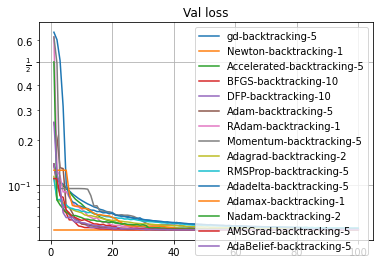 Val loss
0.6
1/2
0.4
0.3
0.2
10⁻¹
gd-backtracking-5
Newton-backtracking-1
Accelerated-backtracking-5
BFGS-backtracking-10
DFP-backtracking-10
Adam-backtracking-5
RAdam-backtracking-1
Momentum-backtracking-5
Adagrad-backtracking-2
RMSProp-backtracking-5
Adadelta-backtracking-5
Adamax-backtracking-1
Nadam-backtracking-2
AMSGrad-backtracking-5
AdaBelief-backtracking-5
0 20 40 60 80 100